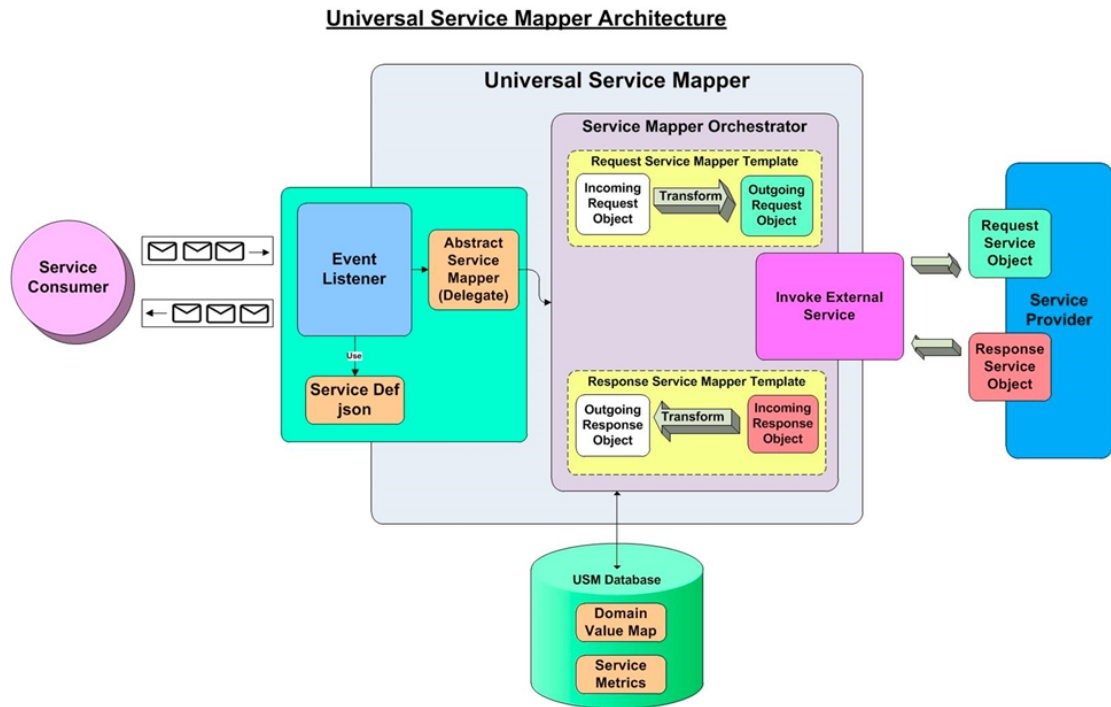 Universal Service Mapper Architecture
Universal Service Mapper
Service Mapper Orchestrator
Request Service Mapper Template
Incoming
Request
Object
Transform
Outgoing
Request
Object
Service
Consumer
Event
Listener
Abstract
Service
Mapper
(Delegate)
Use
Service Def
json
Invoke External
Service
Request
Service
Object
Service
Provider
Response
Service
Object
Response Service Mapper Template
Outgoing
Response
Object
Transform
Incoming
Response
Object
USM Database
Domain
Value Map
Service
Metrics